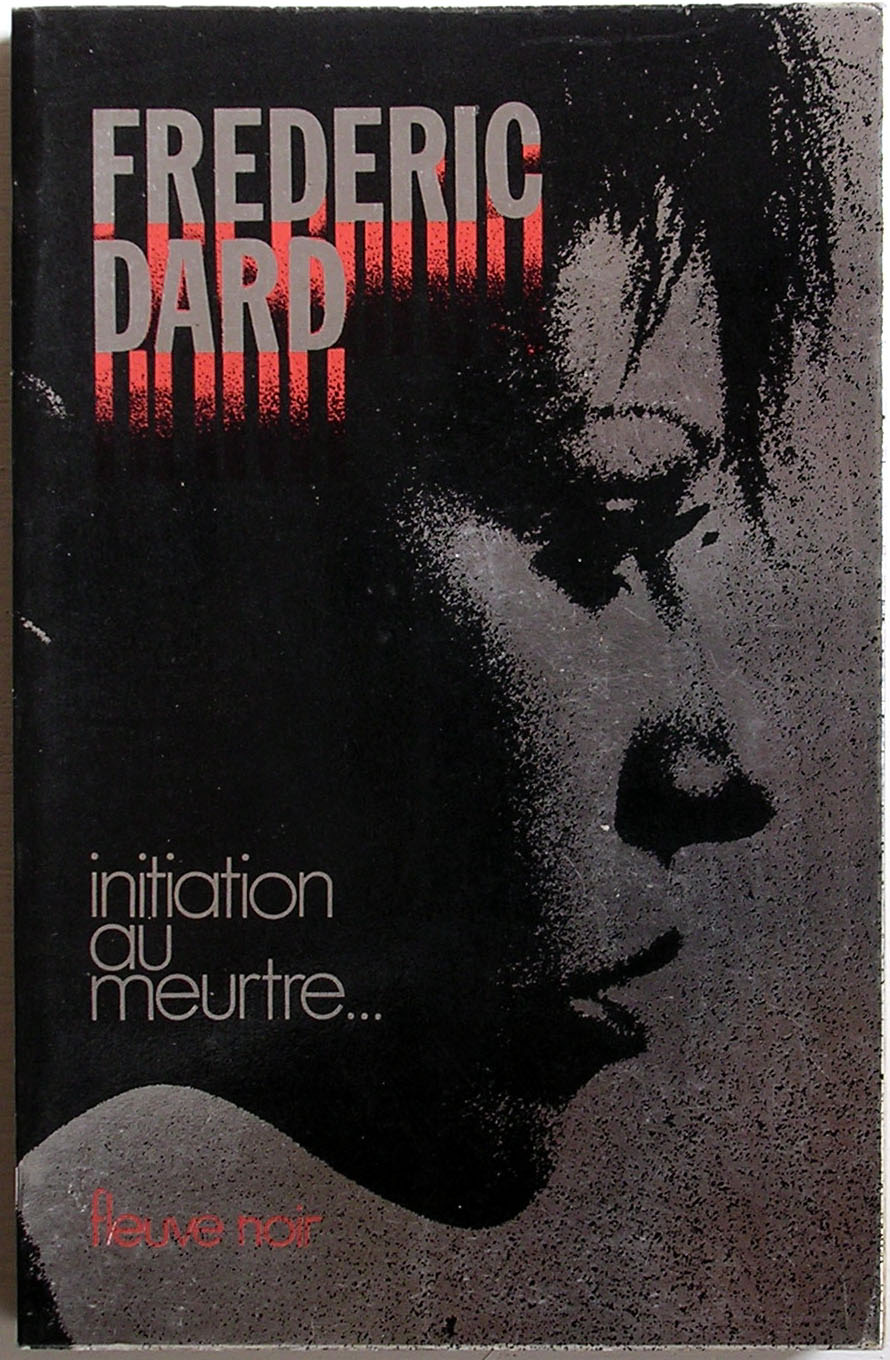 FREDERIC
DARD
initiation
au
meurtre...
fleuve noir